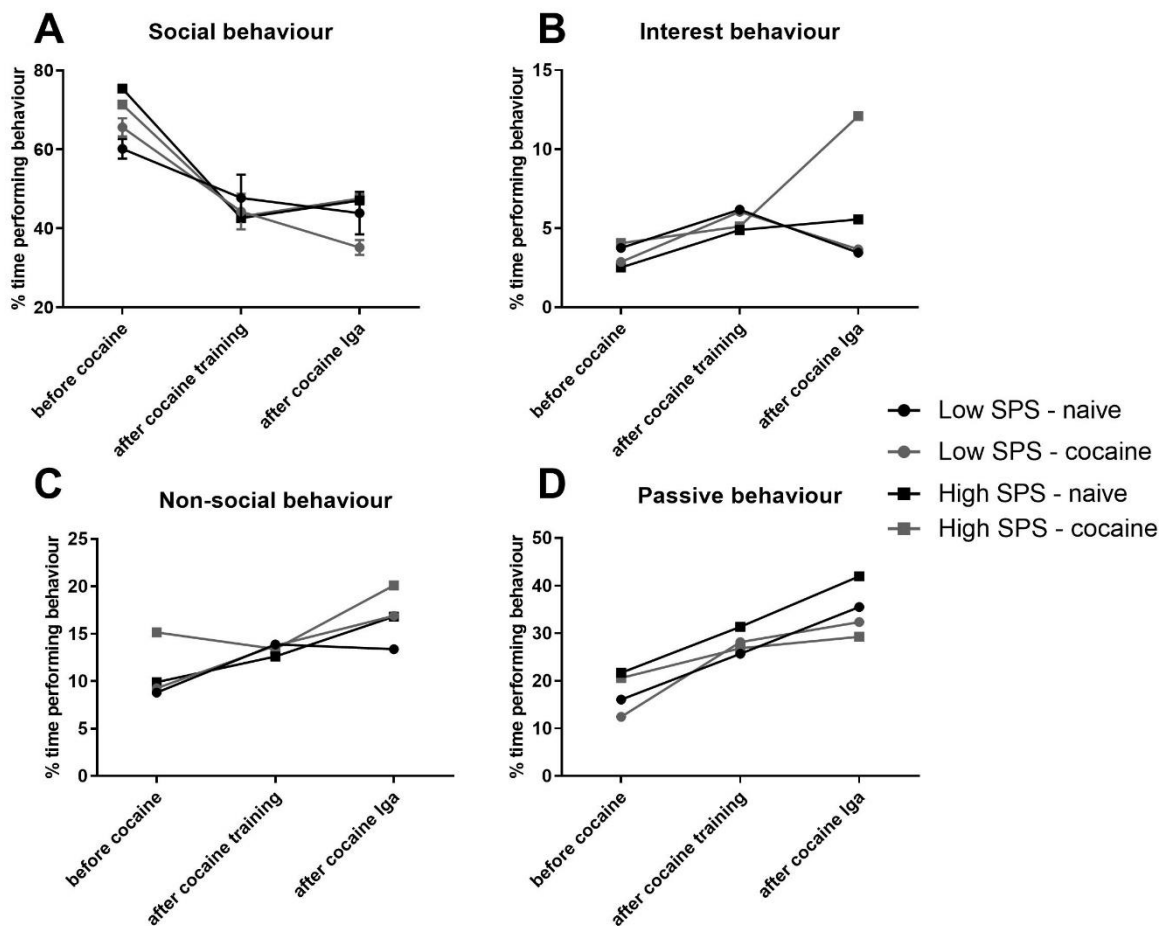 A
Social behaviour
% time performing behaviour
80
60
40
20
before cocaine
after cocaine training
after cocaine lga
B
Interest behaviour
% time performing behaviour
15
10
5
0
before cocaine
after cocaine training
after cocaine lga
Low SPS - naive
Low SPS - cocaine
High SPS - naive
High SPS - cocaine
C
Non-social behaviour
% time performing behaviour
25
20
15
10
5
0
before cocaine
after cocaine training
after cocaine lga
D
Passive behaviour
% time performing behaviour
50
40
30
20
10
0
before cocaine
after cocaine training
after cocaine lga